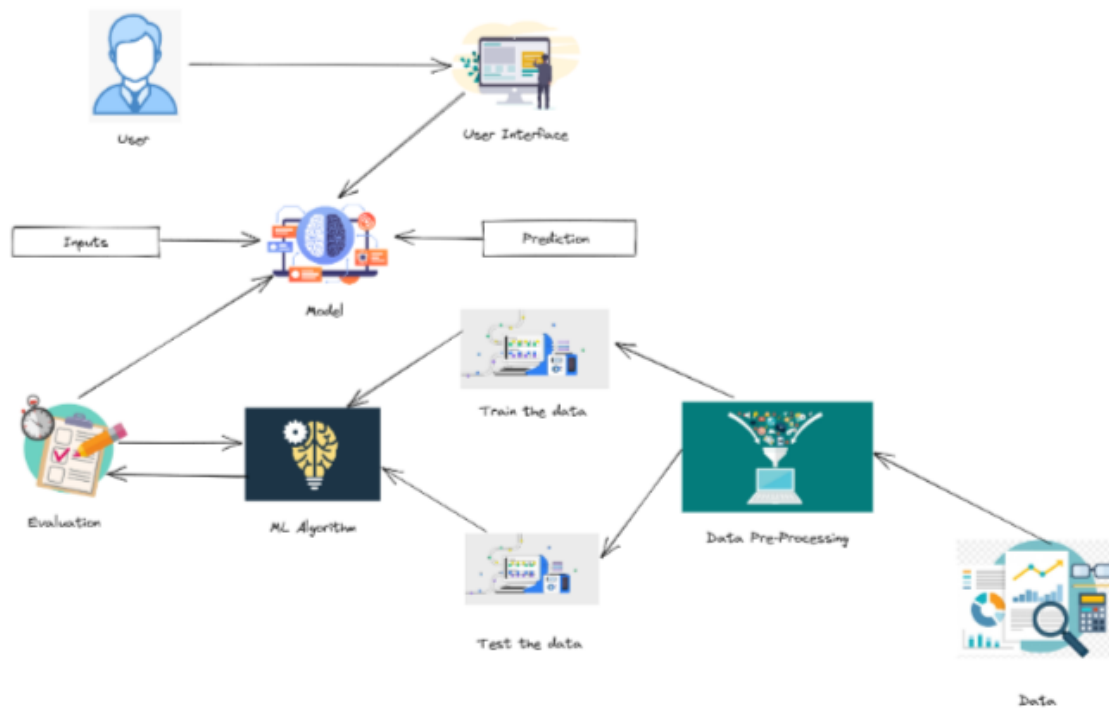 User
User Interface
Inputs
Prediction
Model
Train the data
Evaluation
ML Algorithm
Data Pre-Processing
Test the data
Data